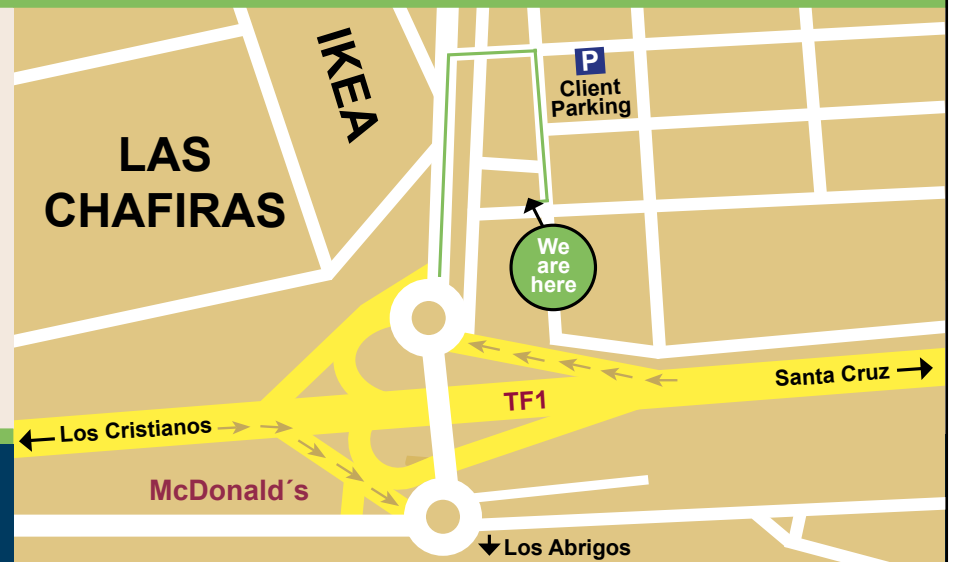 IKEA
P
Client
Parking
LAS
CHAFIRAS
We
are
here
Santa Cruz
TF1
Los Cristianos
McDonald´s
Los Abrigos